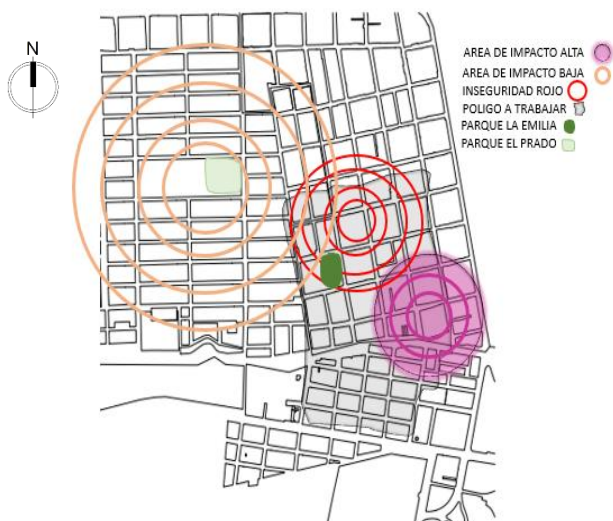 N
AREA DE IMPACTO ALTA
AREA DE IMPACTO BAJA
INSEGURIDAD ROJO
POLIGO A TRABAJAR
PARQUE LA EMILIA
PARQUE EL PRADO